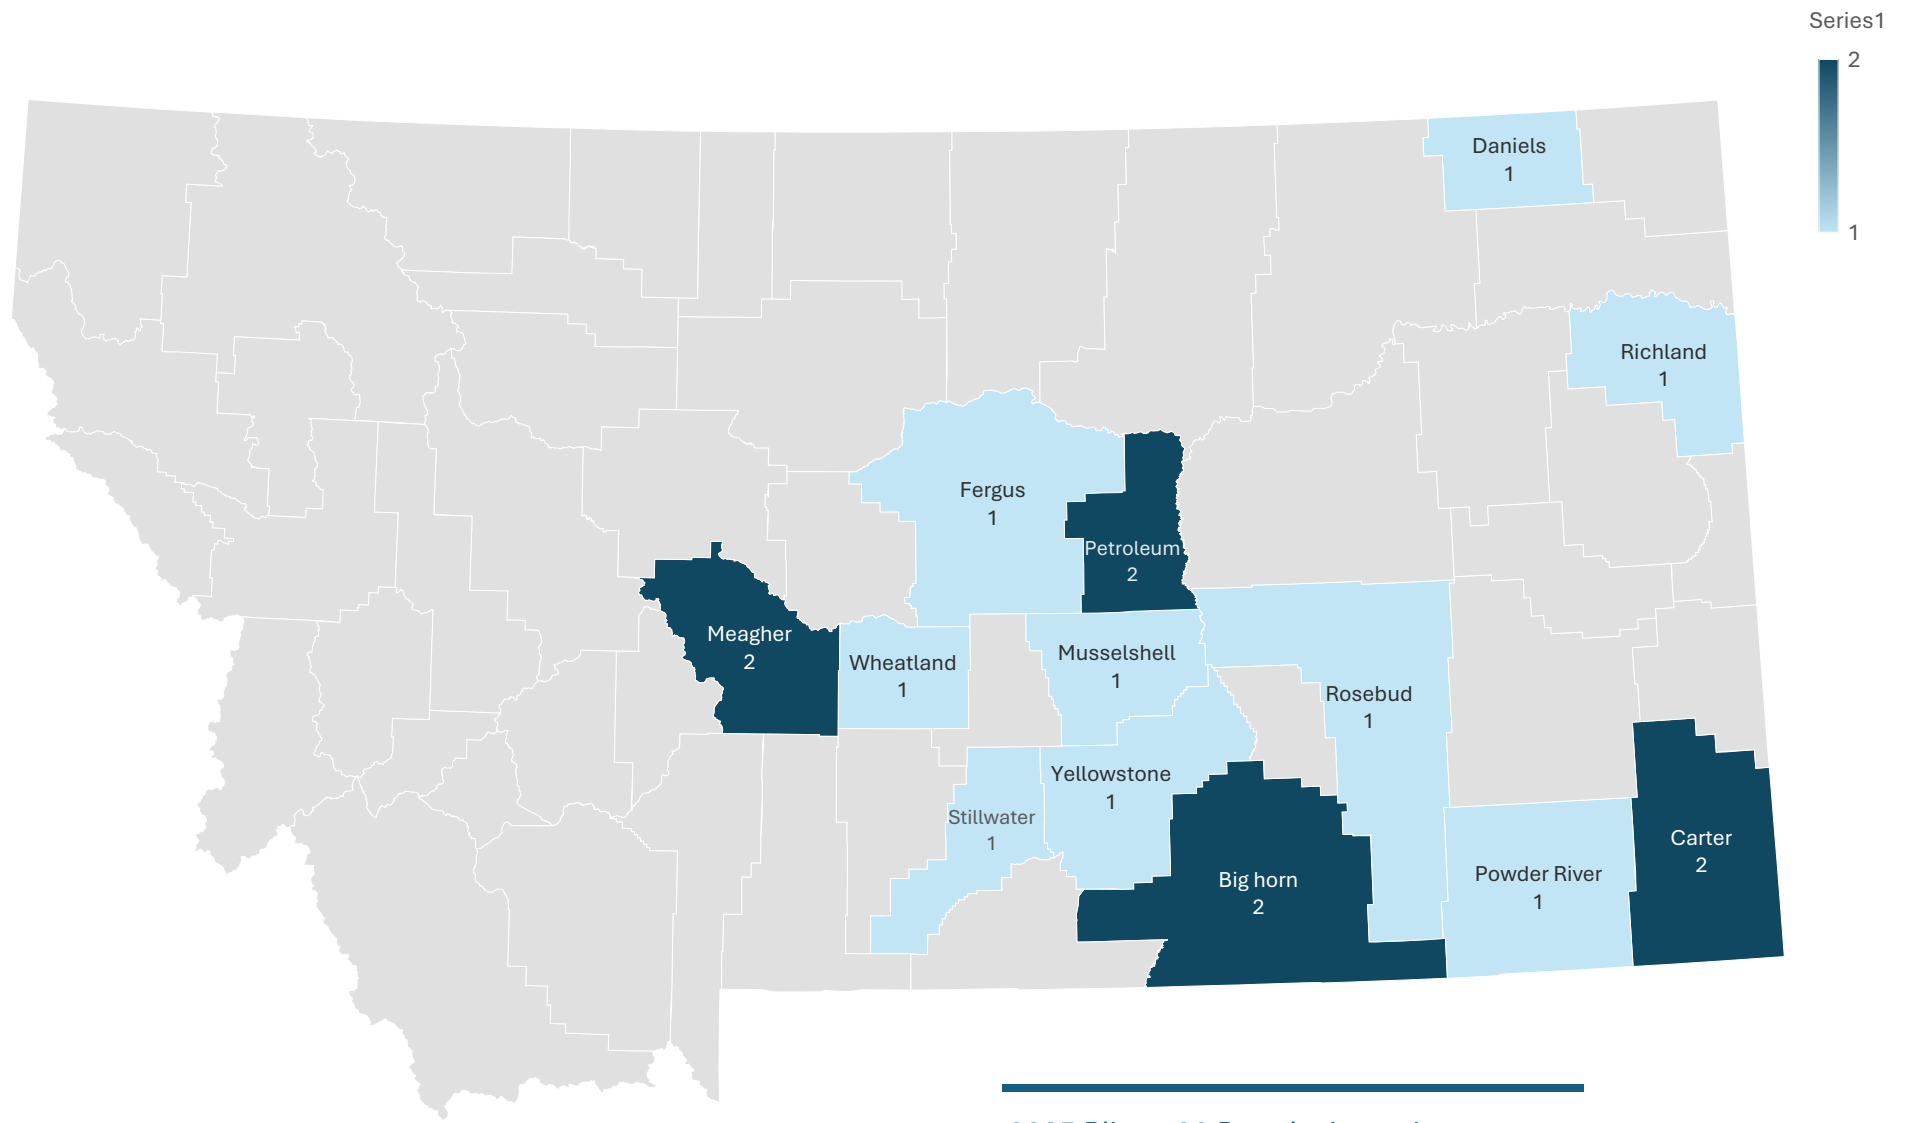 Series1
2
1
Daniels
1
Richland
1
Fergus
1
Petroleum
2
Meagher
2
Wheatland
1
Musselshell
1
Rosebud
1
Yellowstone
1
Stillwater
1
Big horn
2
Powder River
1
Carter
2